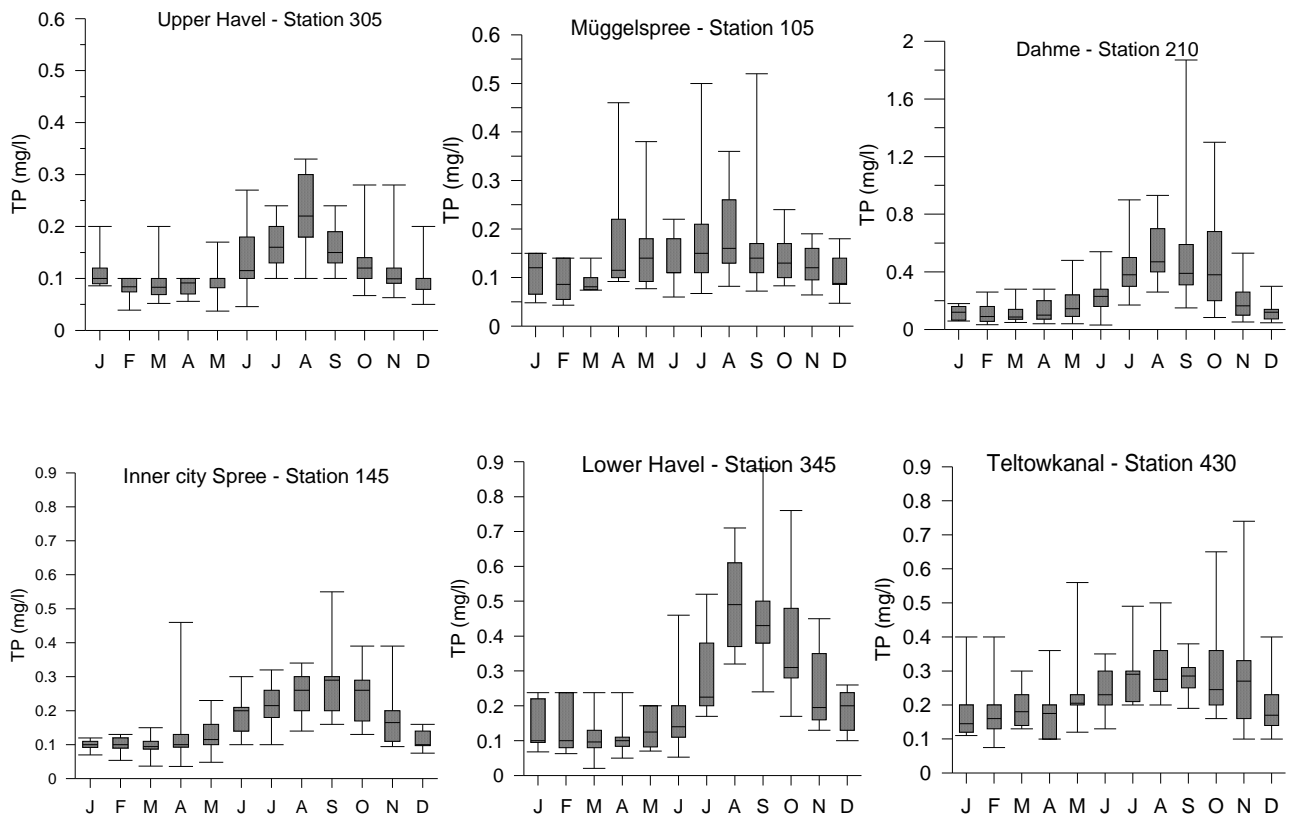 Upper Havel - Station 305
TP (mg/l)
0.6
0.5
0.4
0.3
0.2
0.1
0
J F M A M J J A S O N D
Müggelspree - Station 105
TP (mg/l)
0.6
0.5
0.4
0.3
0.2
0.1
0
J F M A M J J A S O N D
Dahme - Station 210
TP (mg/l)
2
1.6
1.2
0.8
0.4
0
J F M A M J J A S O N D
Inner city Spree - Station 145
TP (mg/l)
0.9
0.8
0.7
0.6
0.5
0.4
0.3
0.2
0.1
0
J F M A M J J A S O N D
Lower Havel - Station 345
TP (mg/l)
0.9
0.8
0.7
0.6
0.5
0.4
0.3
0.2
0.1
0
J F M A M J J A S O N D
Teltowkanal - Station 430
TP (mg/l)
0.9
0.8
0.7
0.6
0.5
0.4
0.3
0.2
0.1
0
J F M A M J J A S O N D